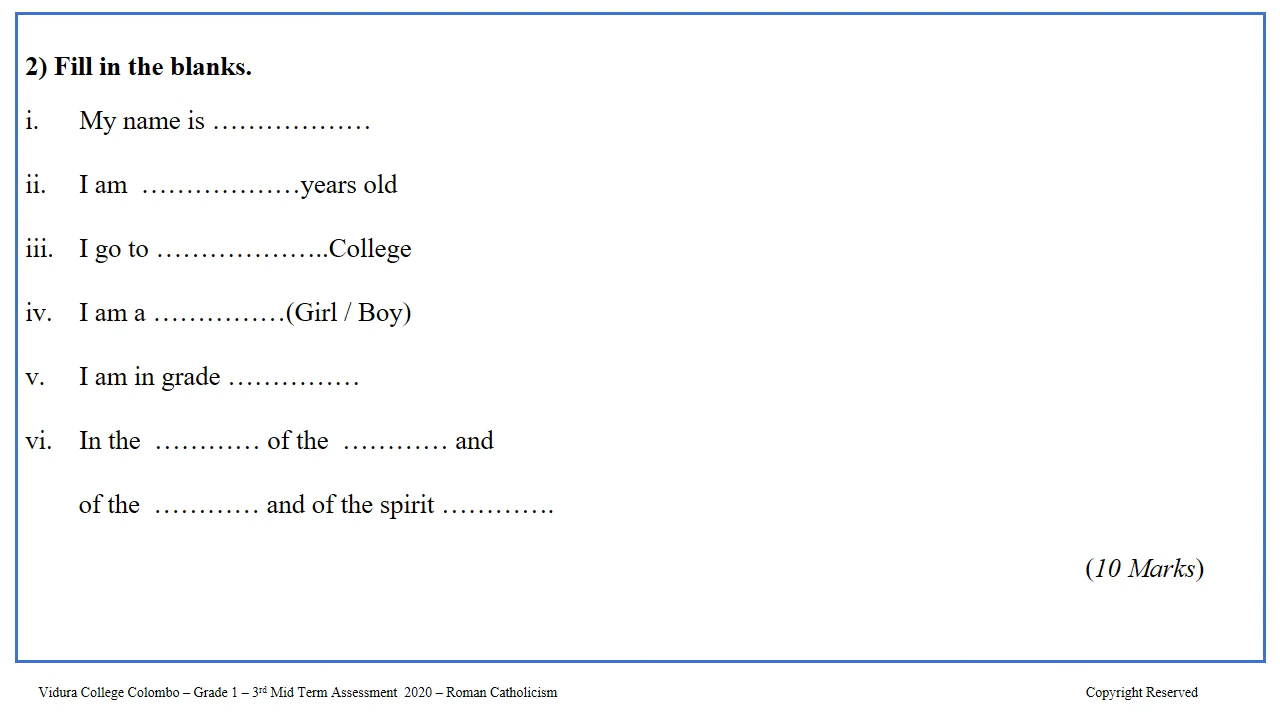 2) Fill in the blanks.
i. My name is ………………
ii. I am ………………years old
iii. I go to ………………..College
iv. I am a ……………(Girl / Boy)
v. I am in grade ……………
vi. In the ………… of the ………… and
of the ………… and of the spirit ………….
(10 Marks)
Vidura College Colombo – Grade 1 – 3rd Mid Term Assessment 2020 – Roman Catholicism Copyright Reserved